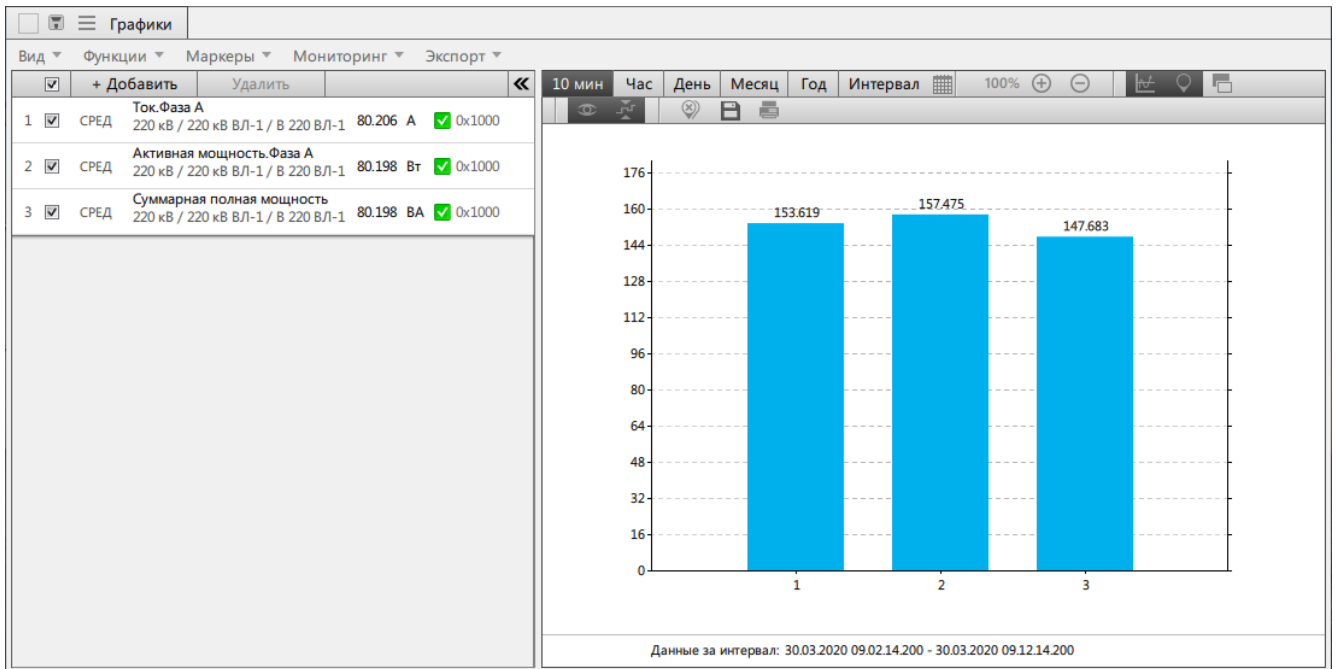 Графики
Вид Функции Маркеры Мониторинг Экспорт
+ Добавить Удалить
1 СРЕД Ток.Фаза А 80.206 А 0x1000
220 кВ / 220 кВ ВЛ-1 / В 220 ВЛ-1
2 СРЕД Активная мощность.Фаза А 80.198 Вт 0x1000
220 кВ / 220 кВ ВЛ-1 / В 220 ВЛ-1
3 СРЕД Суммарная полная мощность 80.198 ВА 0x1000
220 кВ / 220 кВ ВЛ-1 / В 220 ВЛ-1
10 мин Час День Месяц Год Интервал 100%
176
160
144
128
112
96
80
64
48
32
16
0
153.619
157.475
147.683
1 2 3
Данные за интервал: 30.03.2020 09.02.14.200 - 30.03.2020 09.12.14.200